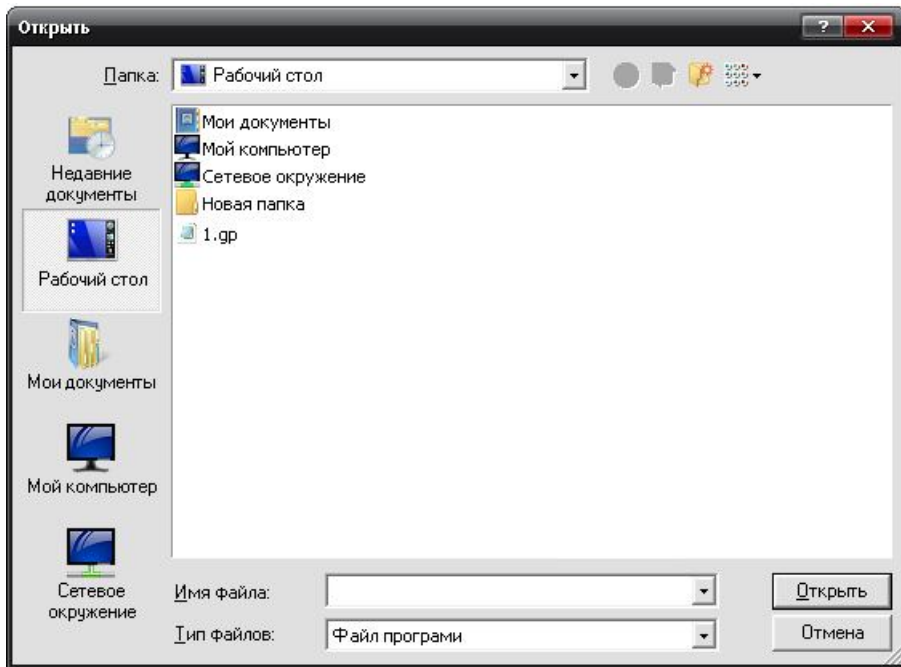 Открыть
Папка: Рабочий стол
Недавние
документы
Рабочий стол
Мои документы
Мой компьютер
Сетевое
окружение
Мои документы
Мой компьютер
Сетевое окружение
Новая папка
1.gp
Имя файла:
Открыть
Тип файлов: Файл програми
Отмена